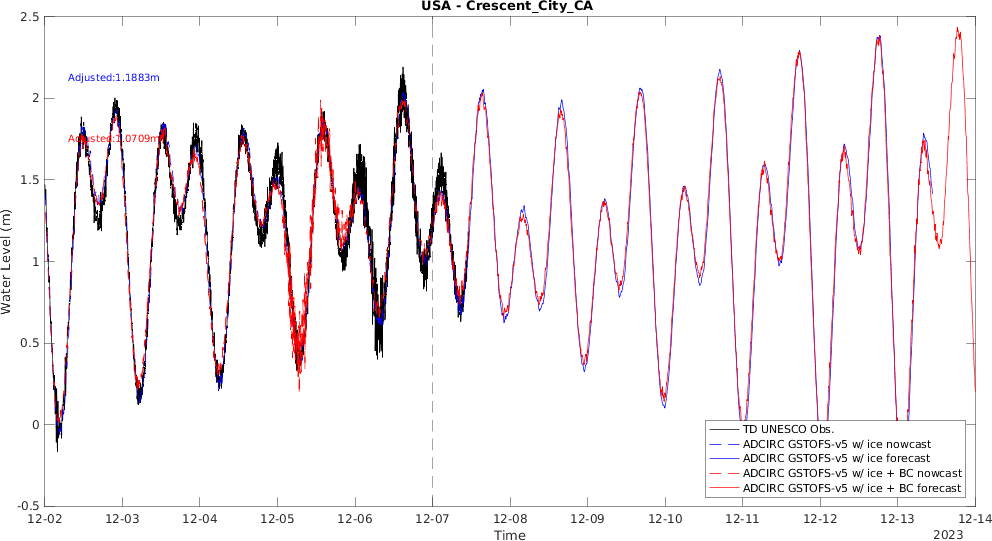 USA - Crescent_City_CA
2.5
2
1.5
1
0.5
0
-0.5
Water Level (m)
Adjusted:1.1883m
Adjusted:1.0709m
TD UNESCO Obs.
ADCIRC GSTOFS-v5 w/ ice nowcast
ADCIRC GSTOFS-v5 w/ ice forecast
ADCIRC GSTOFS-v5 w/ ice + BC nowcast
ADCIRC GSTOFS-v5 w/ ice + BC forecast
12-02 12-03 12-04 12-05 12-06 12-07 12-08 12-09 12-10 12-11 12-12 12-13 12-14
Time
2023